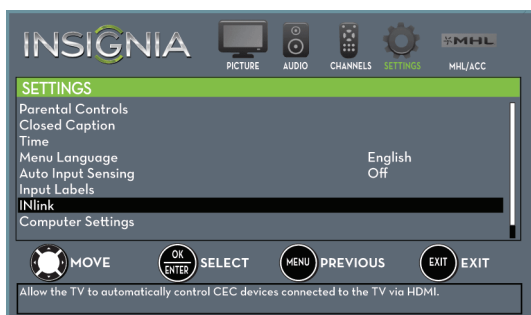 INSIGNIA
PICTURE AUDIO CHANNELS SETTINGS MHL MHL/ACC
SETTINGS
Parental Controls
Closed Caption
Time
Menu Language English
Auto Input Sensing Off
Input Labels
INlink
Computer Settings
MOVE OK ENTER SELECT MENU PREVIOUS EXIT EXIT
Allow the TV to automatically control CEC devices connected to the TV via HDMI.